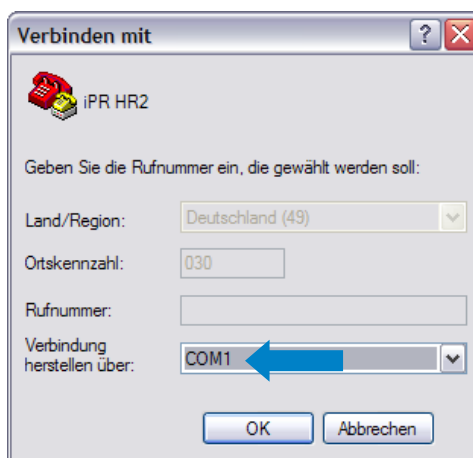 Verbinden mit
iPR HR2
Geben Sie die Rufnummer ein, die gewählt werden soll:
Land/Region: Deutschland (49)
Ortskennzahl: 030
Rufnummer:
Verbindung
herstellen über: COM1
OK Abbrechen